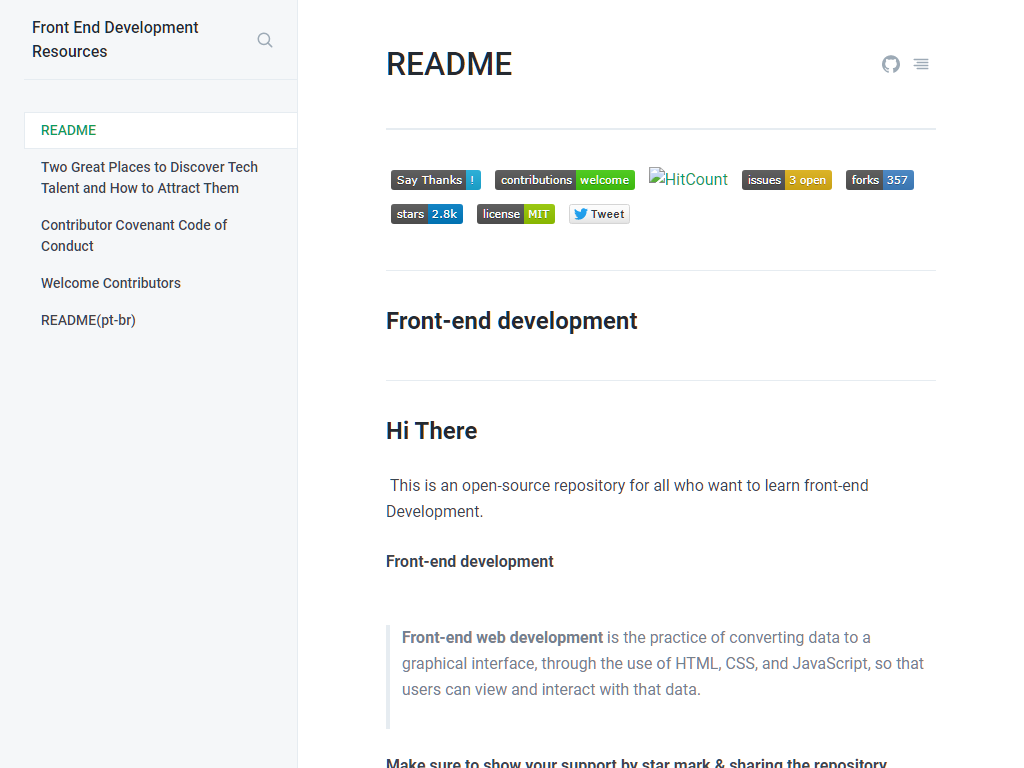 Front End Development
Resources
README
Two Great Places to Discover Tech
Talent and How to Attract Them
Contributor Covenant Code of
Conduct
Welcome Contributors
README(pt-br)
README
Say Thanks ! contributions welcome HitCount issues 3 open forks 357
stars 2.8k license MIT Tweet
Front-end development
Hi There
This is an open-source repository for all who want to learn front-end
Development.
Front-end development
Front-end web development is the practice of converting data to a
graphical interface, through the use of HTML, CSS, and JavaScript, so that
users can view and interact with that data.
Make sure to show your support by star mark & sharing the repository